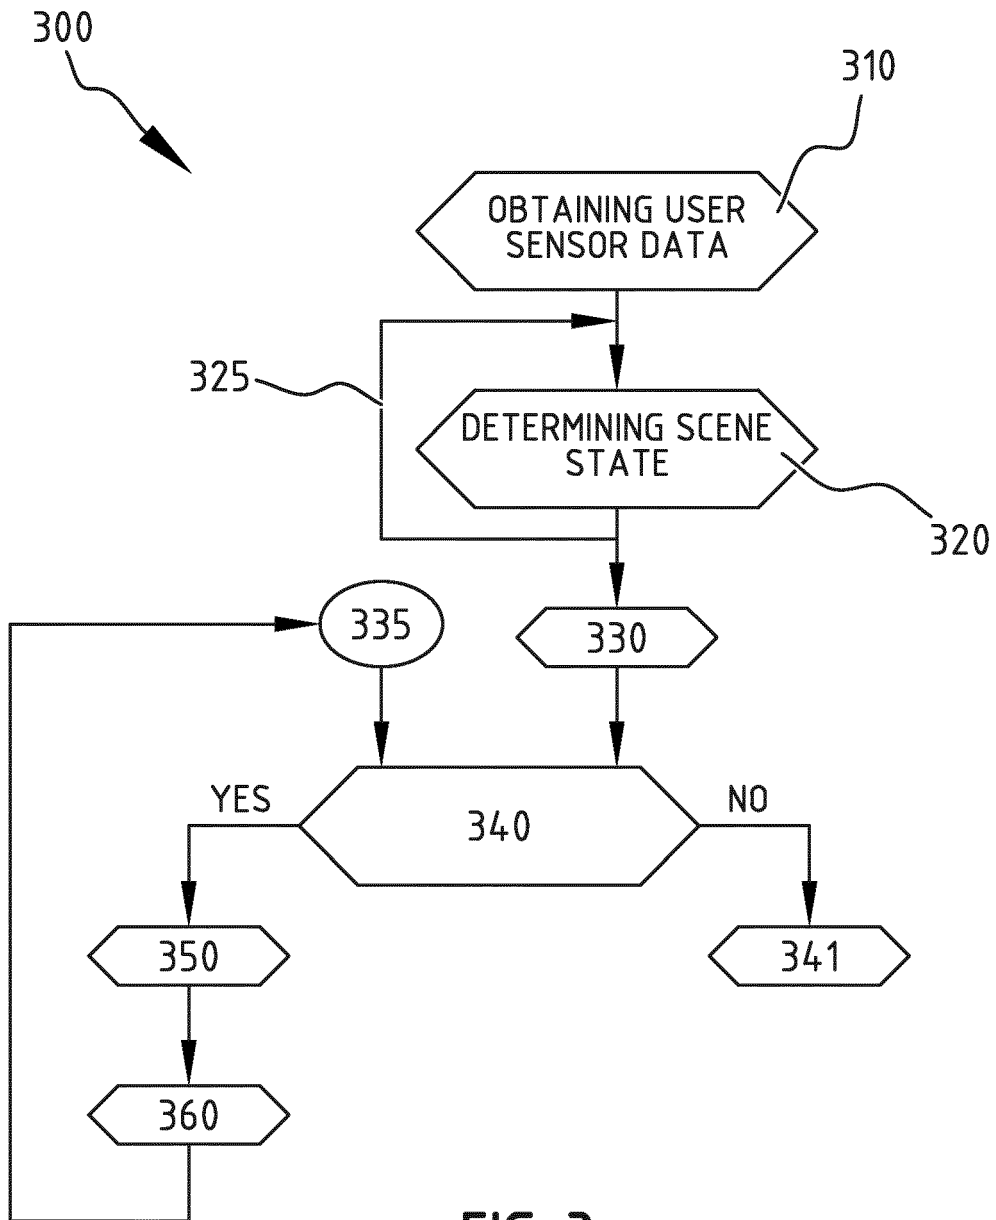 300
310
OBTAINING USER
SENSOR DATA
325
DETERMINING SCENE
STATE
320
335
330
YES
340
NO
350
341
360